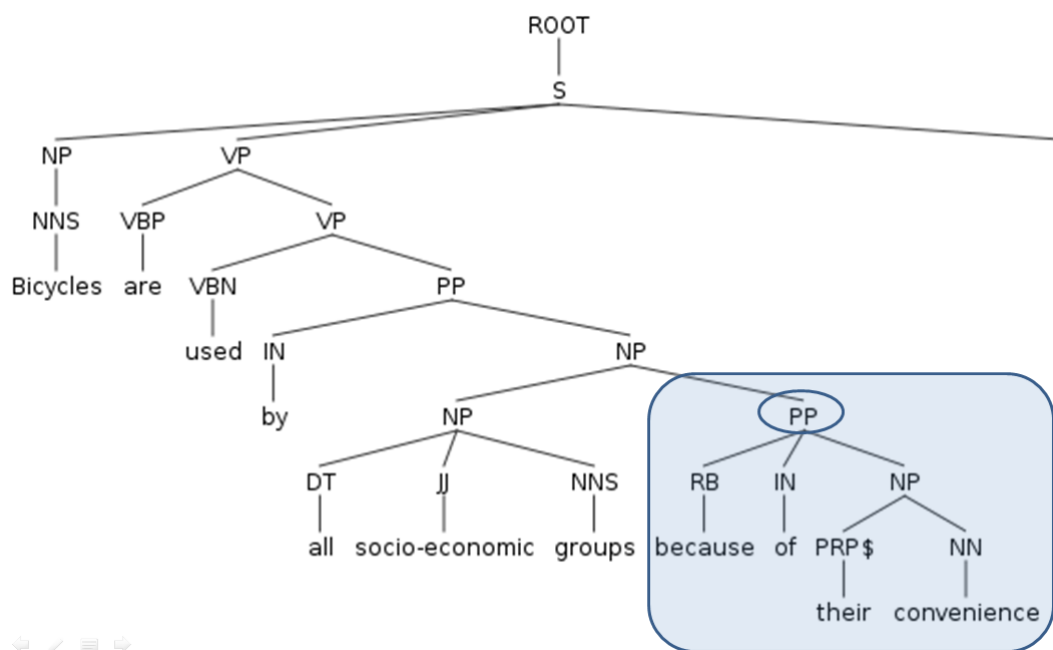 ROOT
S
NP VP
NNS VBP VP
Bicycles are VBN PP
used IN NP
by NP PP
DT JJ NNS RB IN NP
all socio-economic groups because of PRP$ NN
their convenience